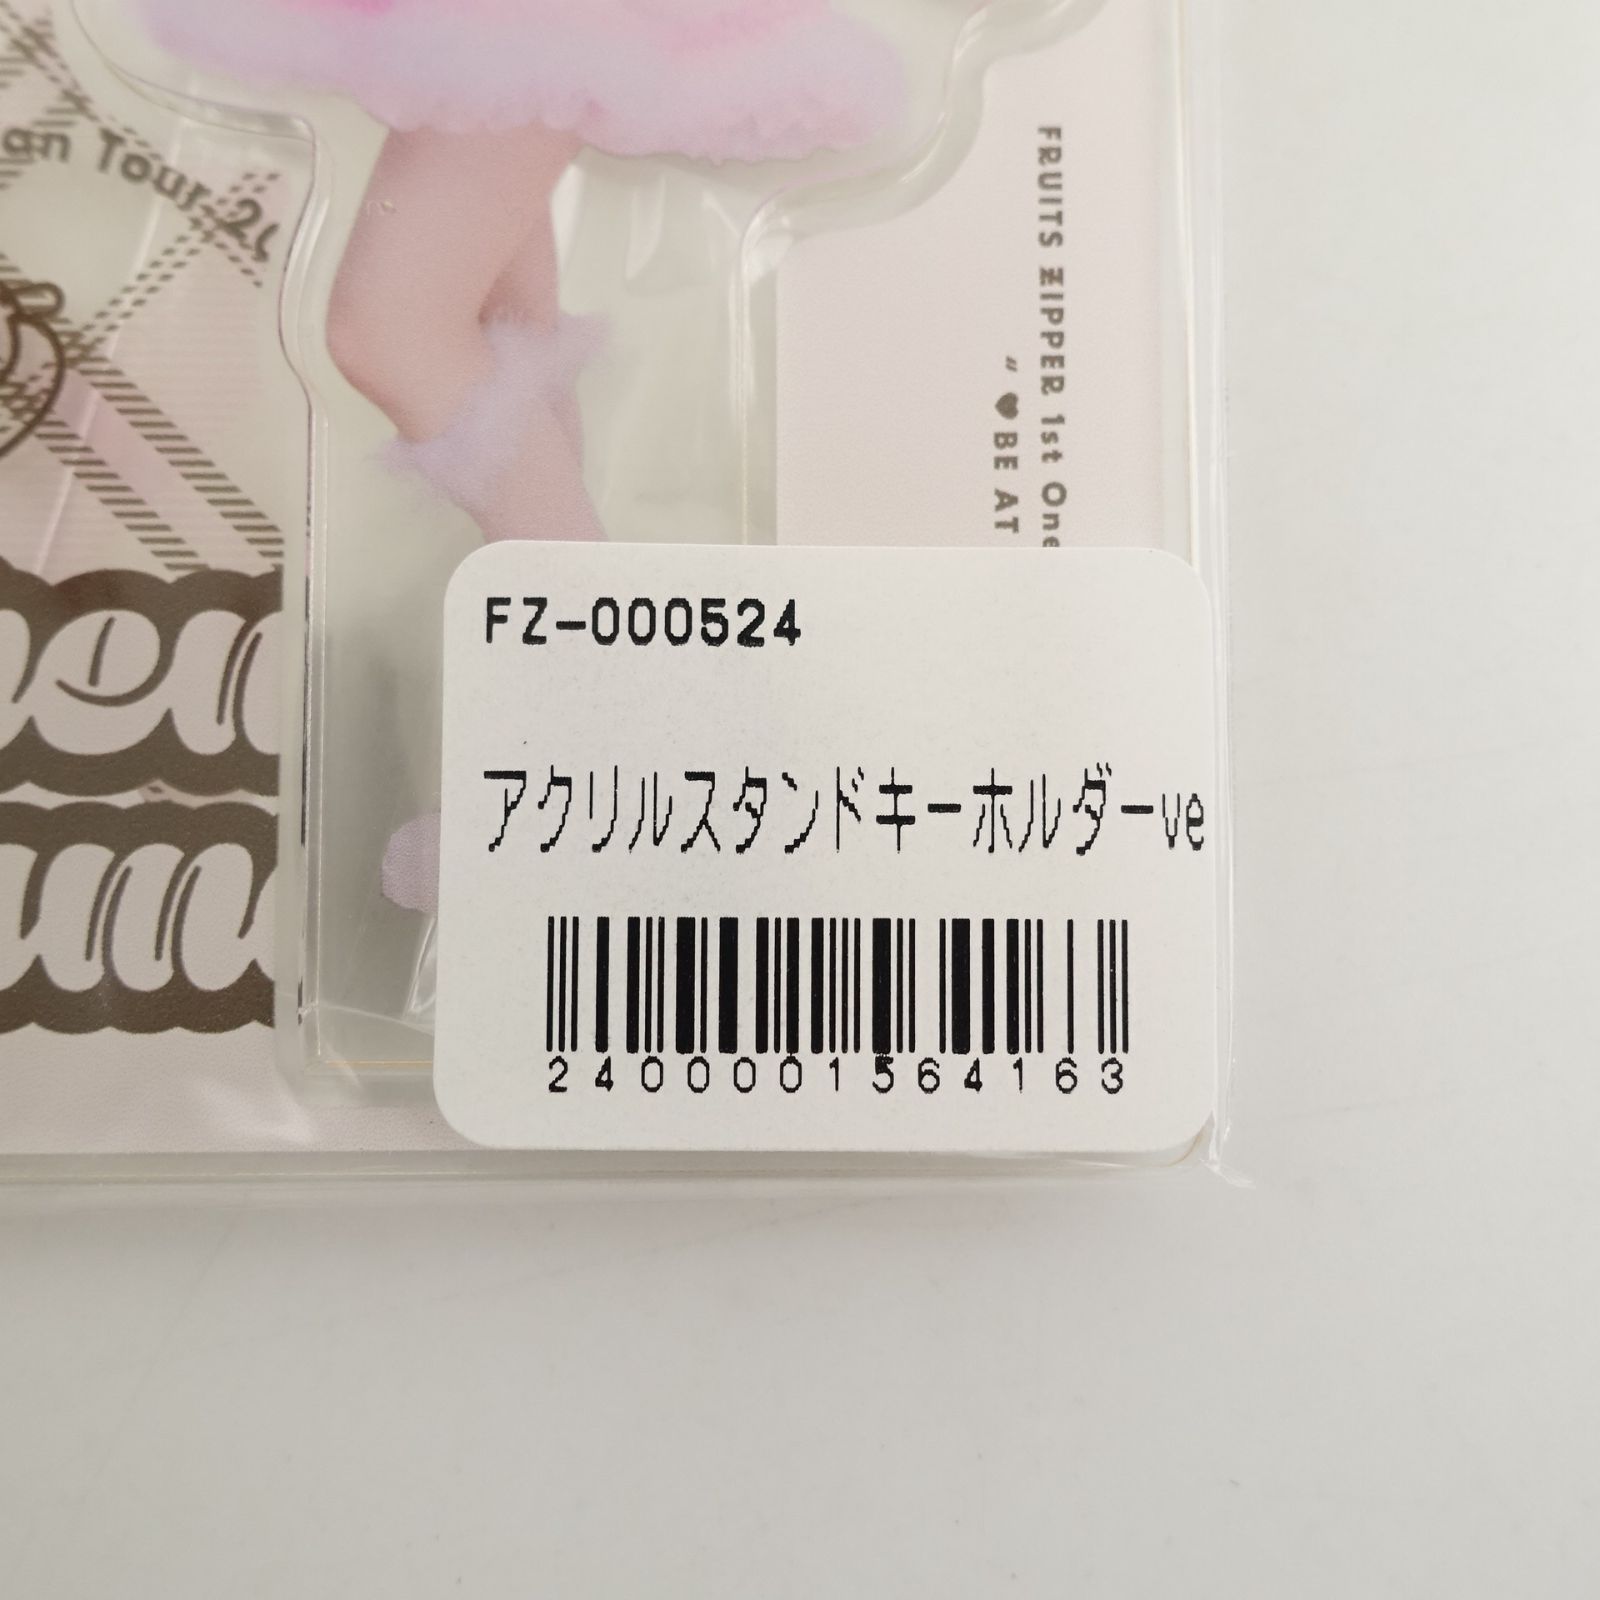 an Tour 2
FRUITS ZIPPER 1st One
" ♥BE AT
FZ-000524
アクリルスタンドキーホルダーve
2400001564163